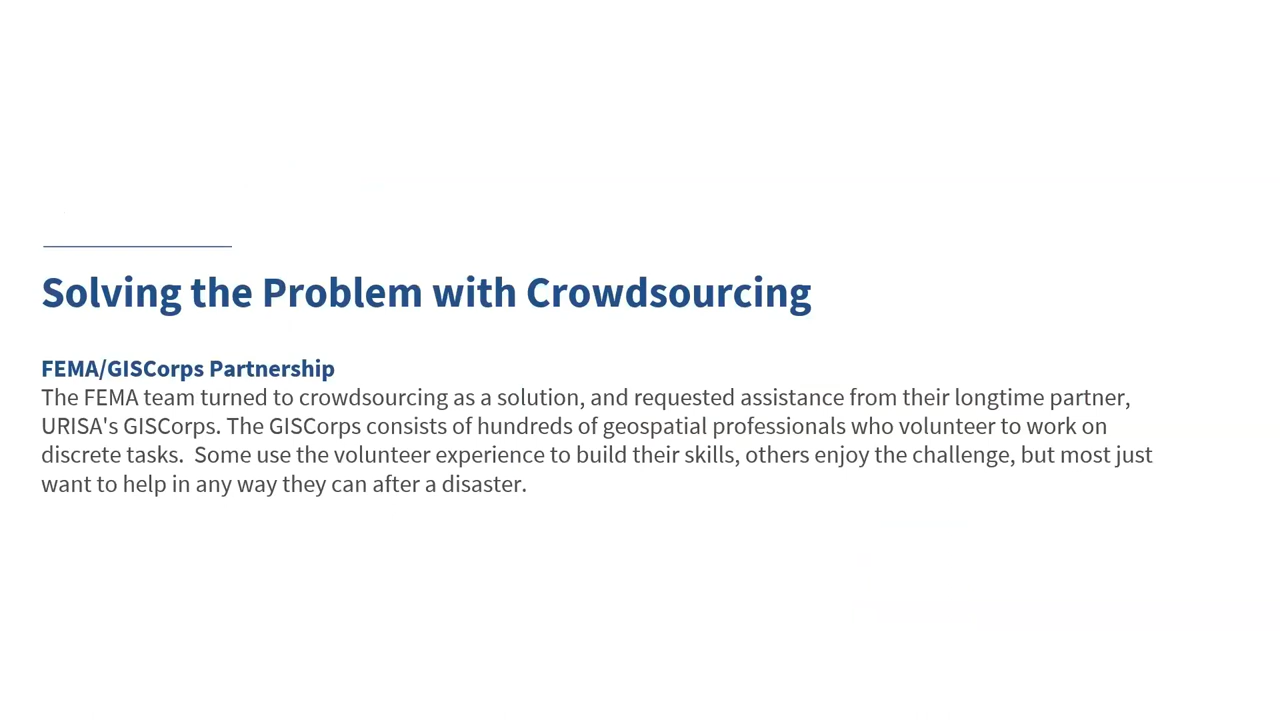 Solving the Problem with Crowdsourcing
FEMA/GISCorps Partnership
The FEMA team turned to crowdsourcing as a solution, and requested assistance from their longtime partner,
URISA's GISCorps. The GISCorps consists of hundreds of geospatial professionals who volunteer to work on
discrete tasks.  Some use the volunteer experience to build their skills, others enjoy the challenge, but most just
want to help in any way they can after a disaster.